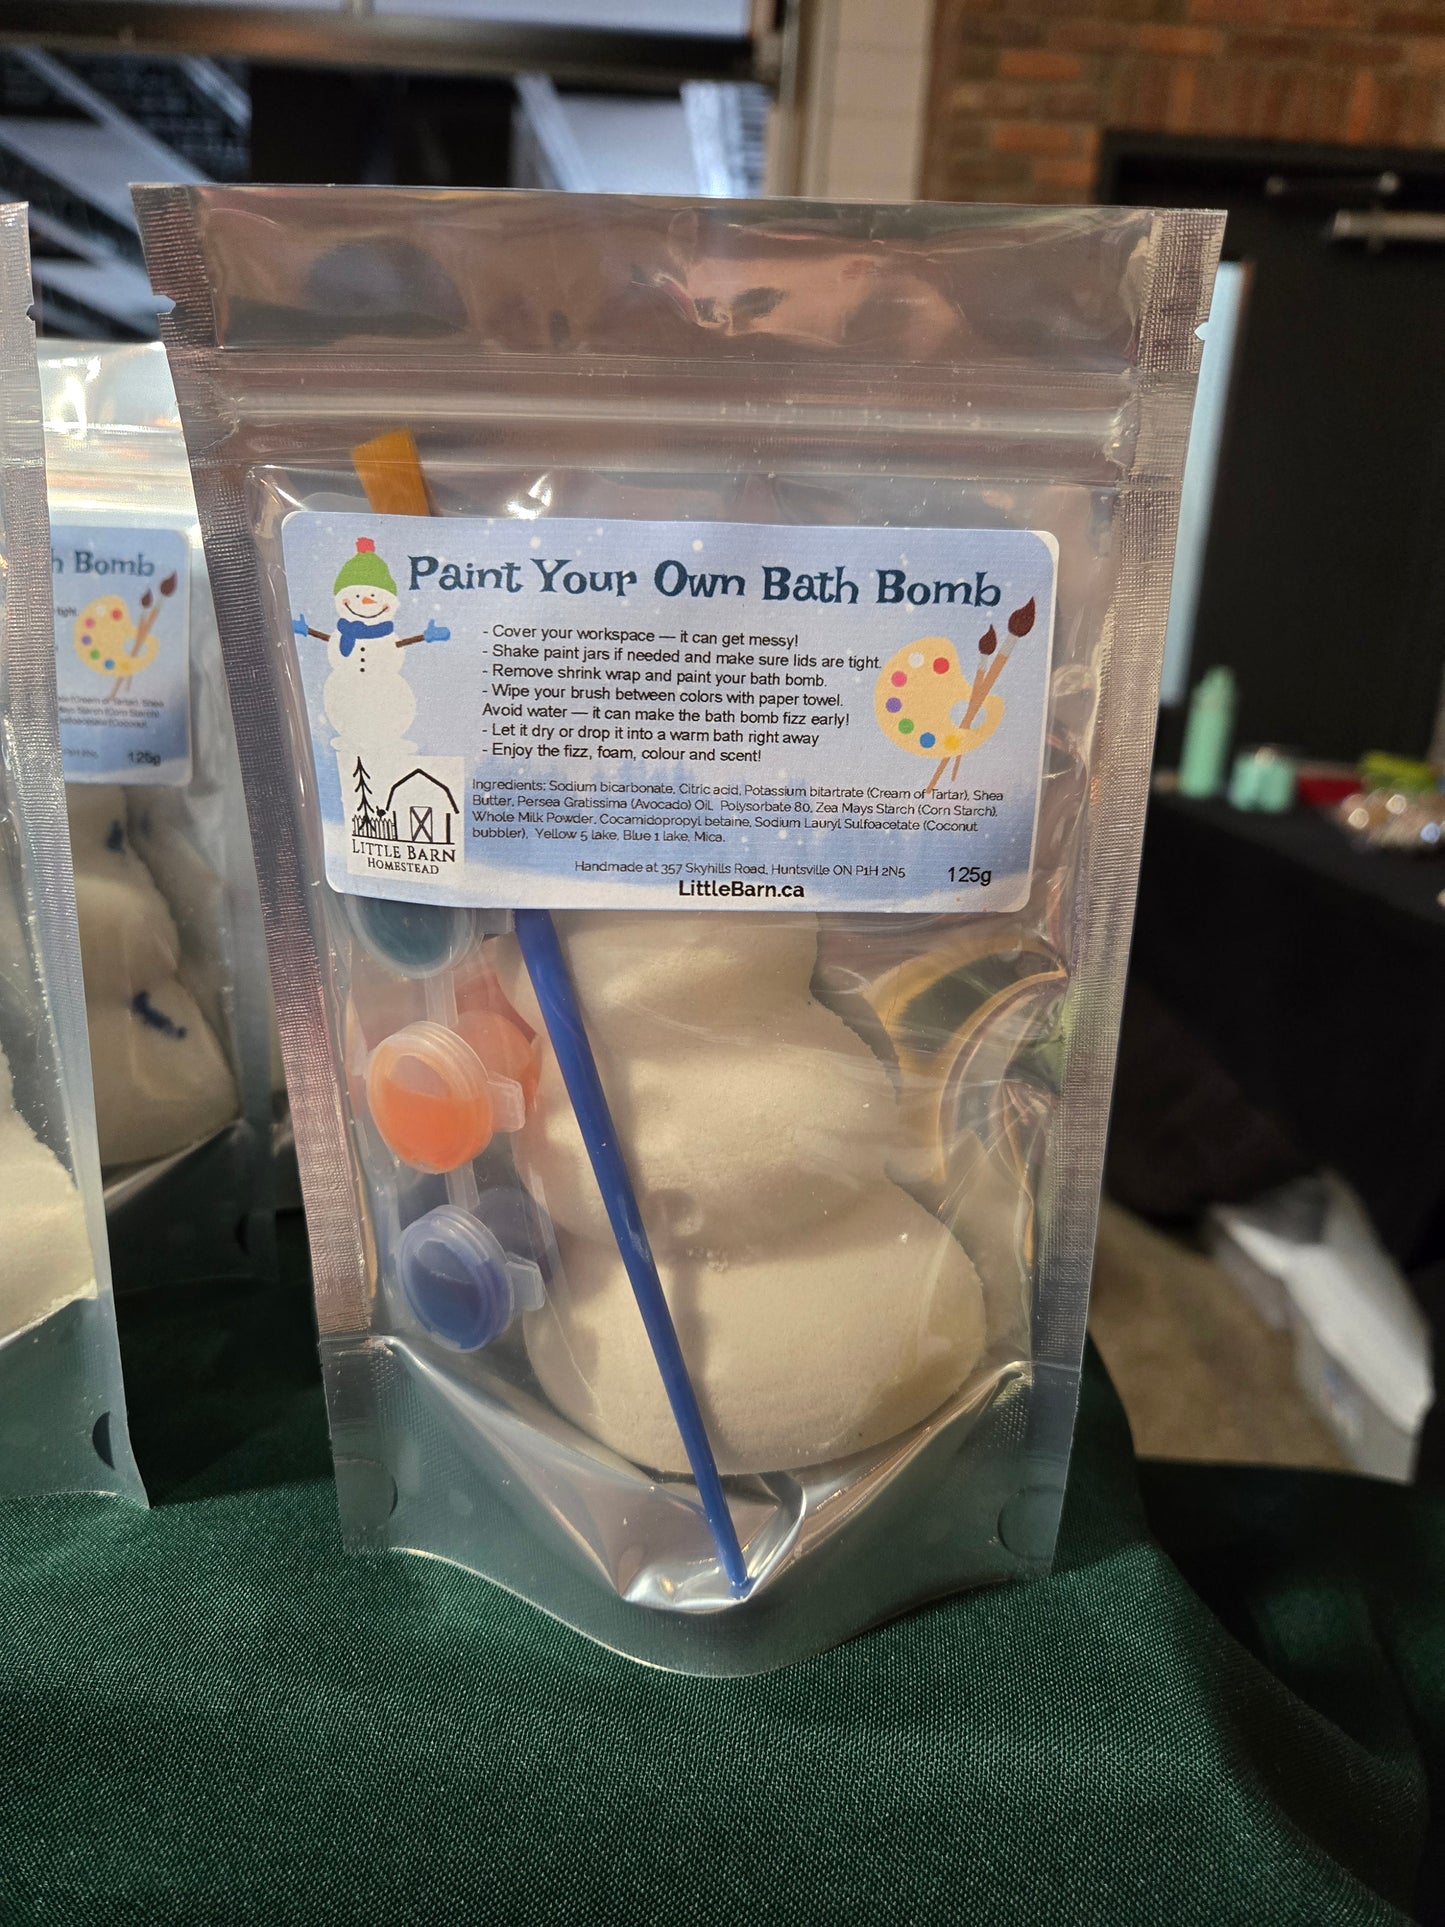 Paint Your Own Bath Bomb
- Cover your workspace — it can get messy!
- Shake paint jars if needed and make sure lids are tight.
- Remove shrink wrap and paint your bath bomb.
- Wipe your brush between colors with paper towel.
Avoid water — it can make the bath bomb fizz early!
- Let it dry or drop it into a warm bath right away
- Enjoy the fizz, foam, colour and scent!
Ingredients: Sodium bicarbonate, Citric acid, Potassium bitartrate (Cream of Tartar), Shea
Butter, Persea Gratissima (Avocado) Oil, Polysorbate 80, Zea Mays Starch (Corn Starch),
Whole Milk Powder, Cocamidopropyl betaine, Sodium Lauryl Sulfoacetate (Coconut
bubbler), Yellow 5 lake, Blue 1 lake, Mica.
LITTLE BARN
HOMESTEAD
Handmade at 357 Skyhills Road, Huntsville ON P1H 2N5
125g
LittleBarn.ca
h Bomb
tight.
125g